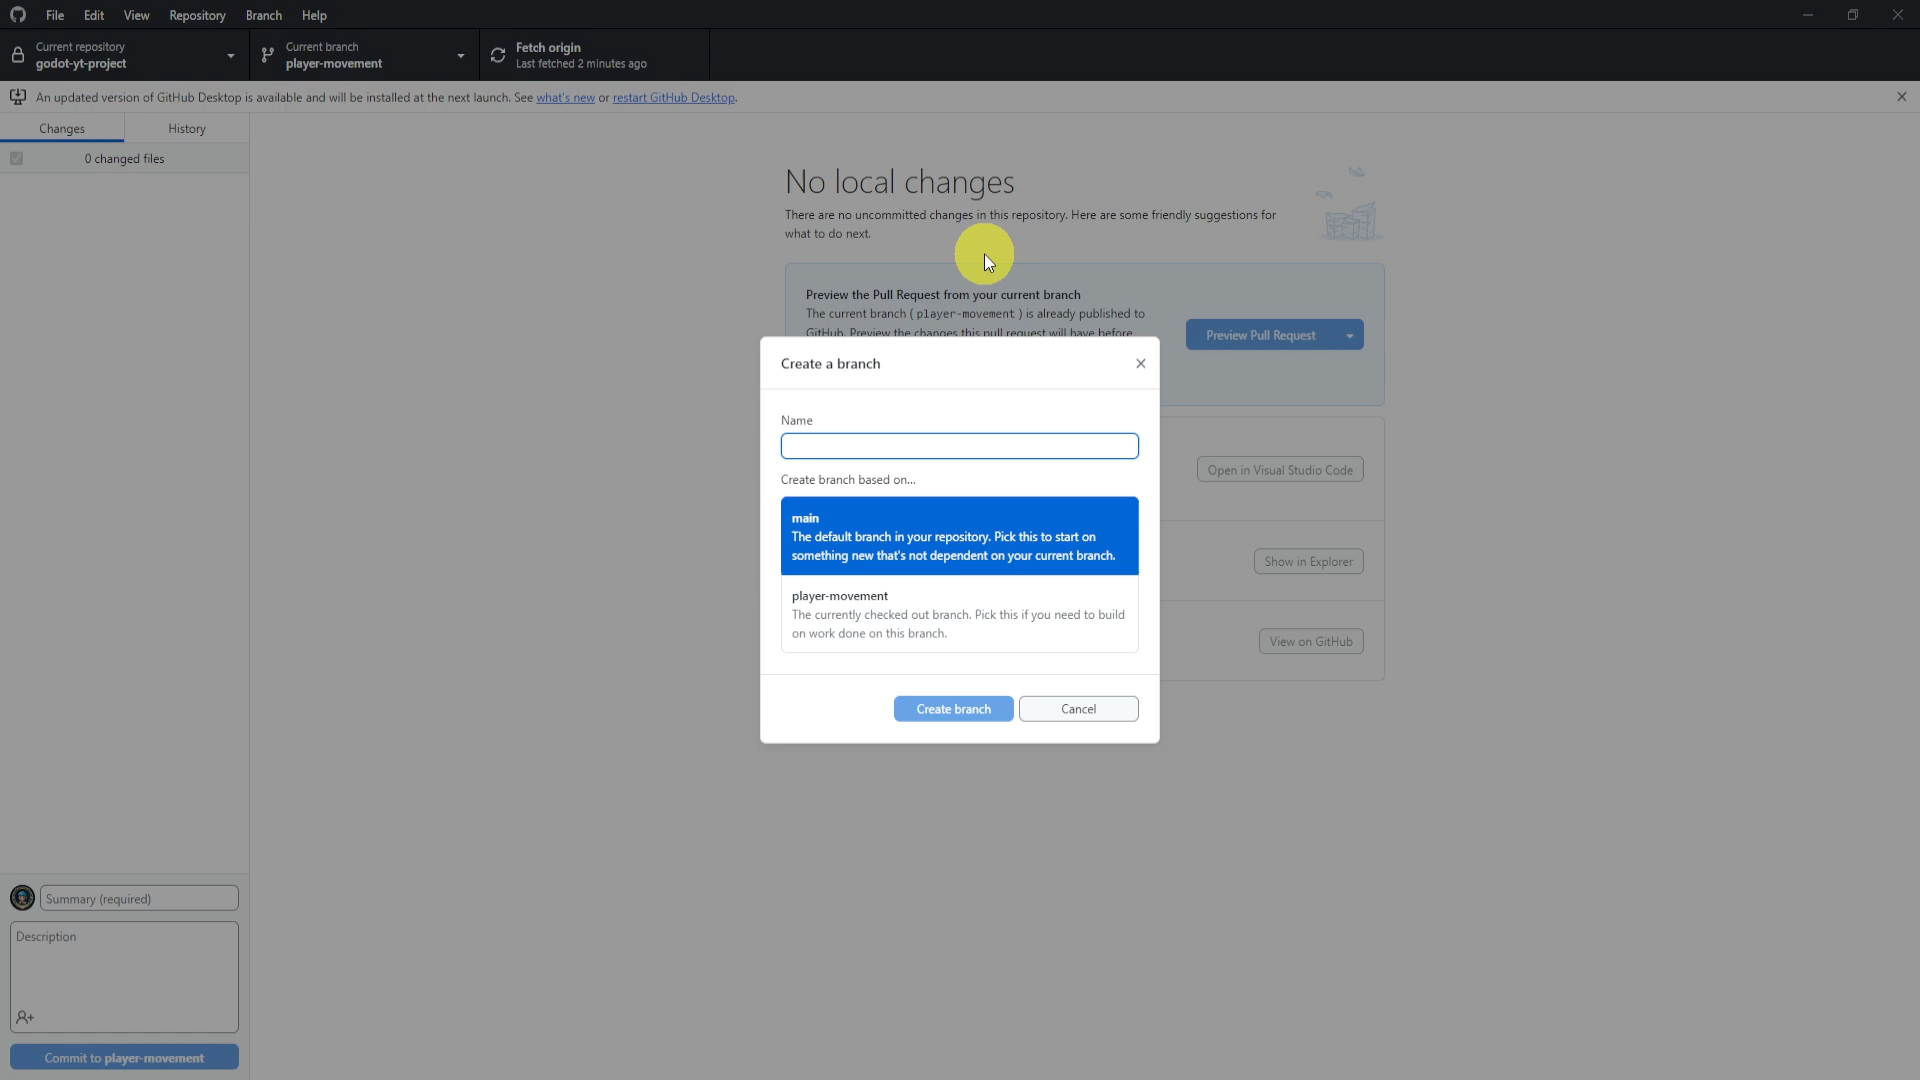 File Edit View Repository Branch Help
Current repository
godot-yt-project
Current branch
player-movement
Fetch origin
Last fetched 2 minutes ago
An updated version of GitHub Desktop is available and will be installed at the next launch. See what's new or restart GitHub Desktop.
Changes History
0 changed files
No local changes
There are no uncommitted changes in this repository. Here are some friendly suggestions for
what to do next.
Preview the Pull Request from your current branch
The current branch ( player-movement ) is already published to
GitHub. Preview the changes this pull request will have before
Preview Pull Request
Create a branch
Name
Create branch based on...
main
The default branch in your repository. Pick this to start on
something new that's not dependent on your current branch.
player-movement
The currently checked out branch. Pick this if you need to build
on work done on this branch.
Create branch Cancel
Open in Visual Studio Code
Show in Explorer
View on GitHub
Summary (required)
Description
Commit to player-movement